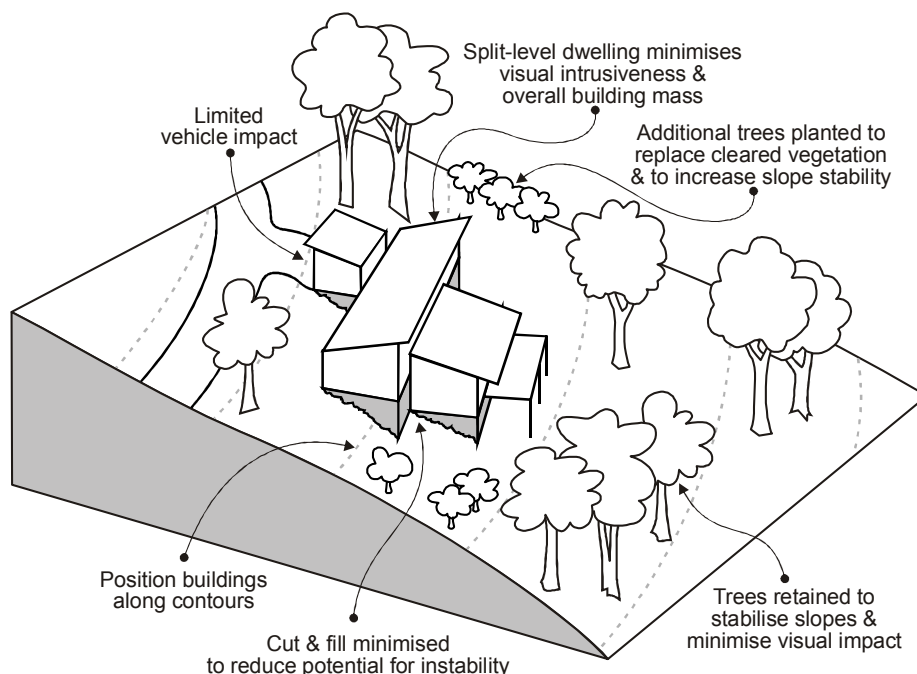 Split-level dwelling minimises
visual intrusiveness &
overall building mass
Limited
vehicle impact
Additional trees planted to
replace cleared vegetation
& to increase slope stability
Position buildings
along contours
Cut & fill minimised
to reduce potential for instability
Trees retained to
stabilise slopes &
minimise visual impact